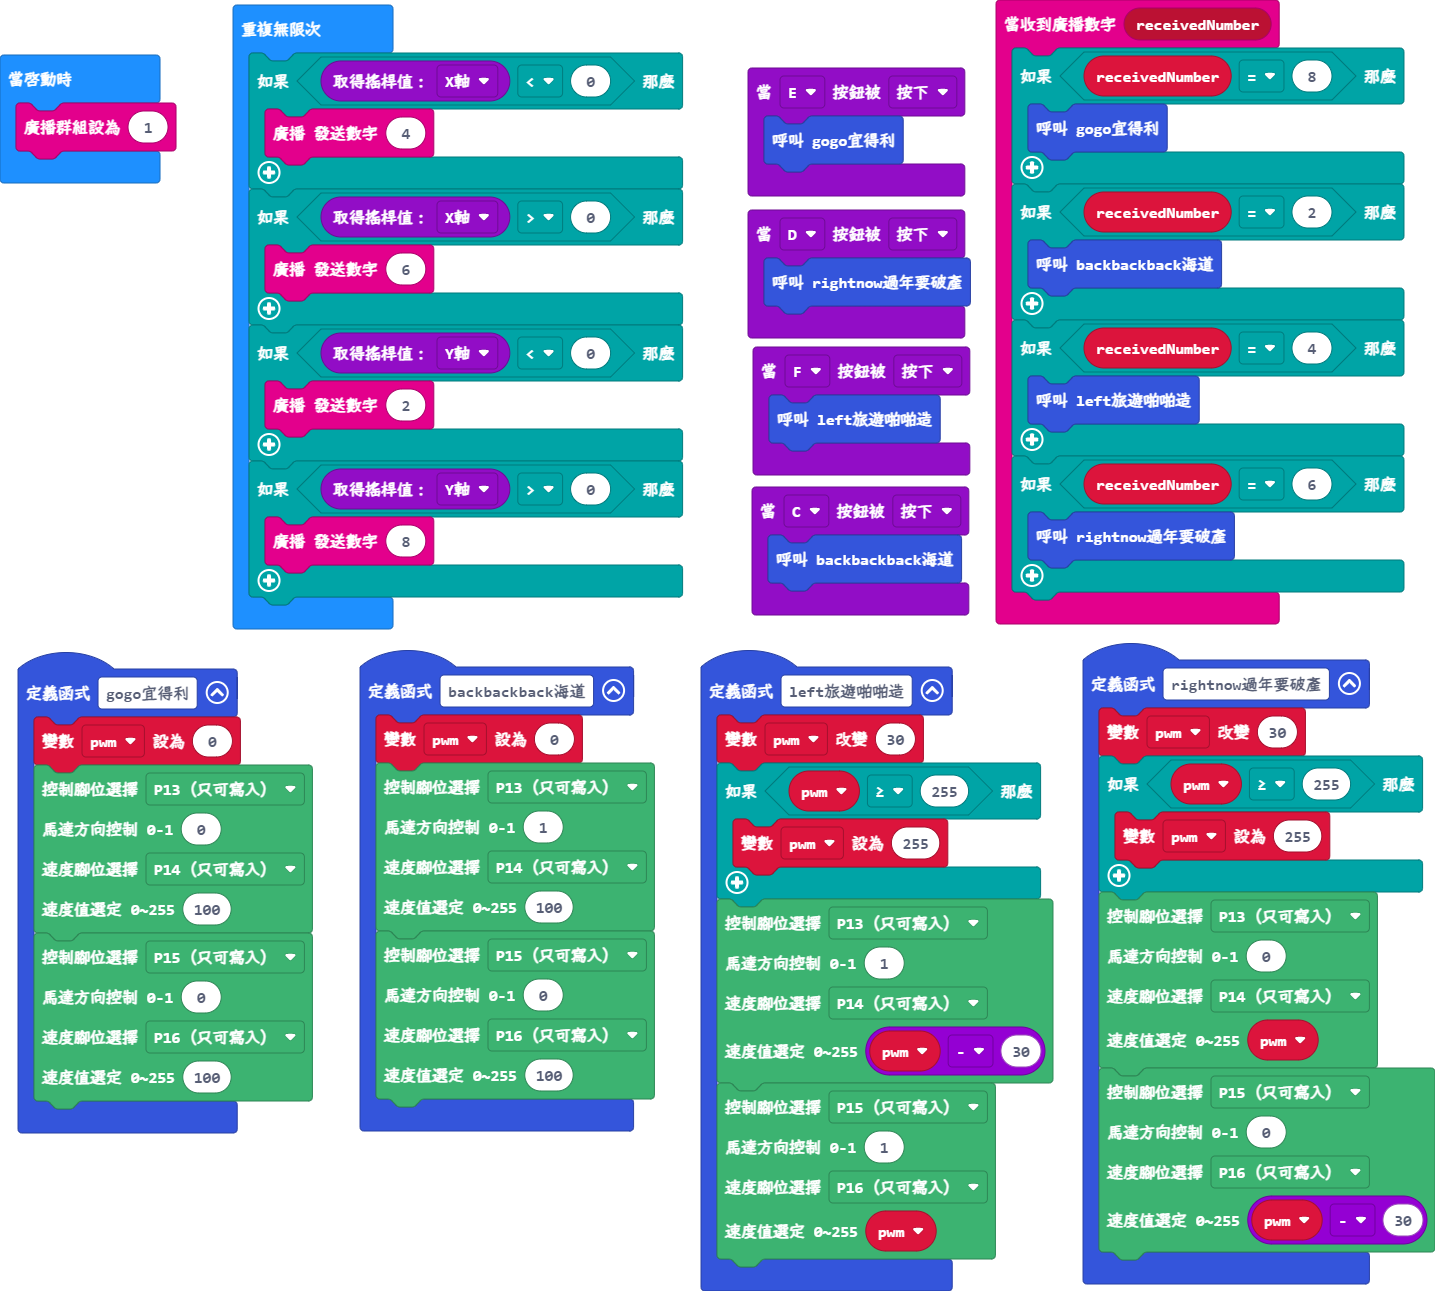 當啓動時
廣播群組設為 1
重複無限次
如果 取得搖桿值： X軸 < 0 那麼
廣播 發送數字 4
如果 取得搖桿值： X軸 > 0 那麼
廣播 發送數字 6
如果 取得搖桿值： Y軸 < 0 那麼
廣播 發送數字 2
如果 取得搖桿值： Y軸 > 0 那麼
廣播 發送數字 8
當 E 按鈕被 按下
呼叫 gogo宜得利
當 D 按鈕被 按下
呼叫 rightnow過年要破產
當 F 按鈕被 按下
呼叫 left旅遊啪啪造
當 C 按鈕被 按下
呼叫 backbackback海道
當收到廣播數字 receivedNumber
如果 receivedNumber = 8 那麼
呼叫 gogo宜得利
如果 receivedNumber = 2 那麼
呼叫 backbackback海道
如果 receivedNumber = 4 那麼
呼叫 left旅遊啪啪造
如果 receivedNumber = 6 那麼
呼叫 rightnow過年要破產
定義函式 gogo宜得利
變數 pwm 設為 0
控制腳位選擇 P13 (只可寫入)
馬達方向控制 0-1 0
速度腳位選擇 P14 (只可寫入)
速度值選定 0~255 100
控制腳位選擇 P15 (只可寫入)
馬達方向控制 0-1 0
速度腳位選擇 P16 (只可寫入)
速度值選定 0~255 100
定義函式 backbackback海道
變數 pwm 設為 0
控制腳位選擇 P13 (只可寫入)
馬達方向控制 0-1 1
速度腳位選擇 P14 (只可寫入)
速度值選定 0~255 100
控制腳位選擇 P15 (只可寫入)
馬達方向控制 0-1 0
速度腳位選擇 P16 (只可寫入)
速度值選定 0~255 100
定義函式 left旅遊啪啪造
變數 pwm 改變 30
如果 pwm ≥ 255 那麼
變數 pwm 設為 255
控制腳位選擇 P13 (只可寫入)
馬達方向控制 0-1 1
速度腳位選擇 P14 (只可寫入)
速度值選定 0~255 pwm - 30
控制腳位選擇 P15 (只可寫入)
馬達方向控制 0-1 1
速度腳位選擇 P16 (只可寫入)
速度值選定 0~255 pwm
定義函式 rightnow過年要破產
變數 pwm 改變 30
如果 pwm ≥ 255 那麼
變數 pwm 設為 255
控制腳位選擇 P13 (只可寫入)
馬達方向控制 0-1 0
速度腳位選擇 P14 (只可寫入)
速度值選定 0~255 pwm
控制腳位選擇 P15 (只可寫入)
馬達方向控制 0-1 0
速度腳位選擇 P16 (只可寫入)
速度值選定 0~255 pwm - 30